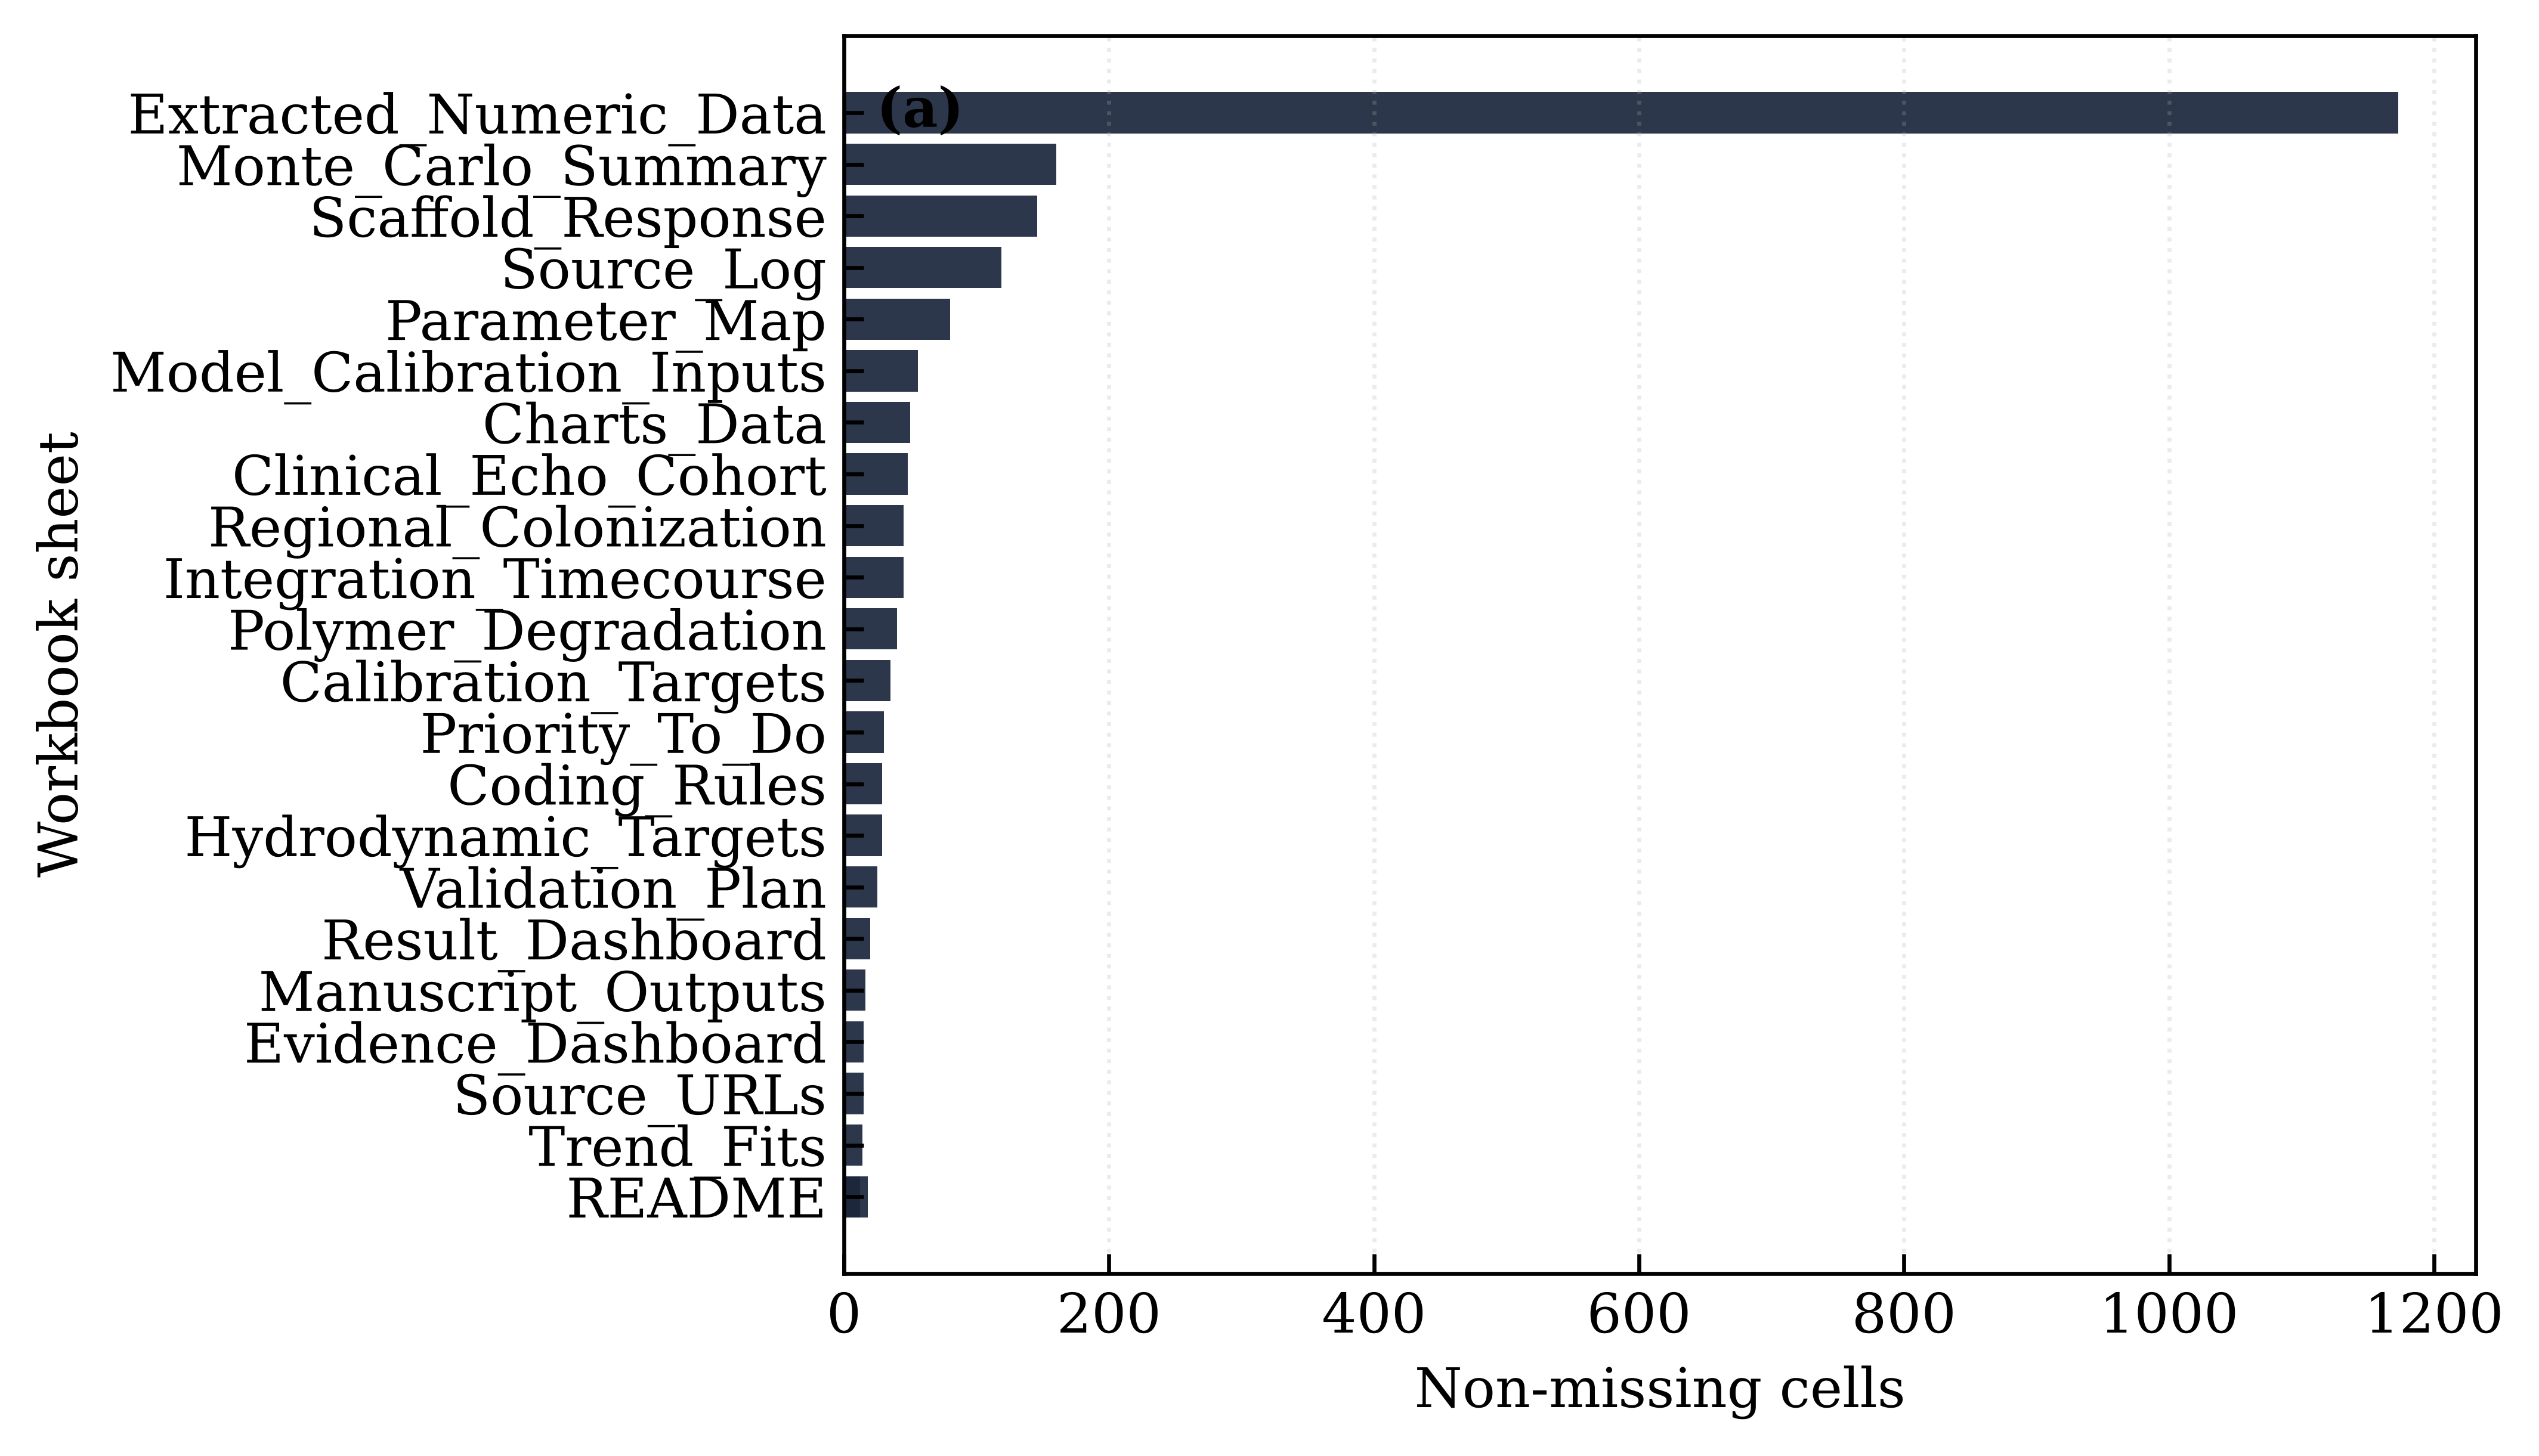 (a)
Extracted_Numeric_Data
Monte_Carlo_Summary
Scaffold_Response
Source_Log
Parameter_Map
Model_Calibration_Inputs
Charts_Data
Clinical_Echo_Cohort
Regional_Colonization
Integration_Timecourse
Polymer_Degradation
Calibration_Targets
Priority_To_Do
Coding_Rules
Hydrodynamic_Targets
Validation_Plan
Result_Dashboard
Manuscript_Outputs
Evidence_Dashboard
Source_URLs
Trend_Fits
README
Workbook sheet
0 200 400 600 800 1000 1200
Non-missing cells